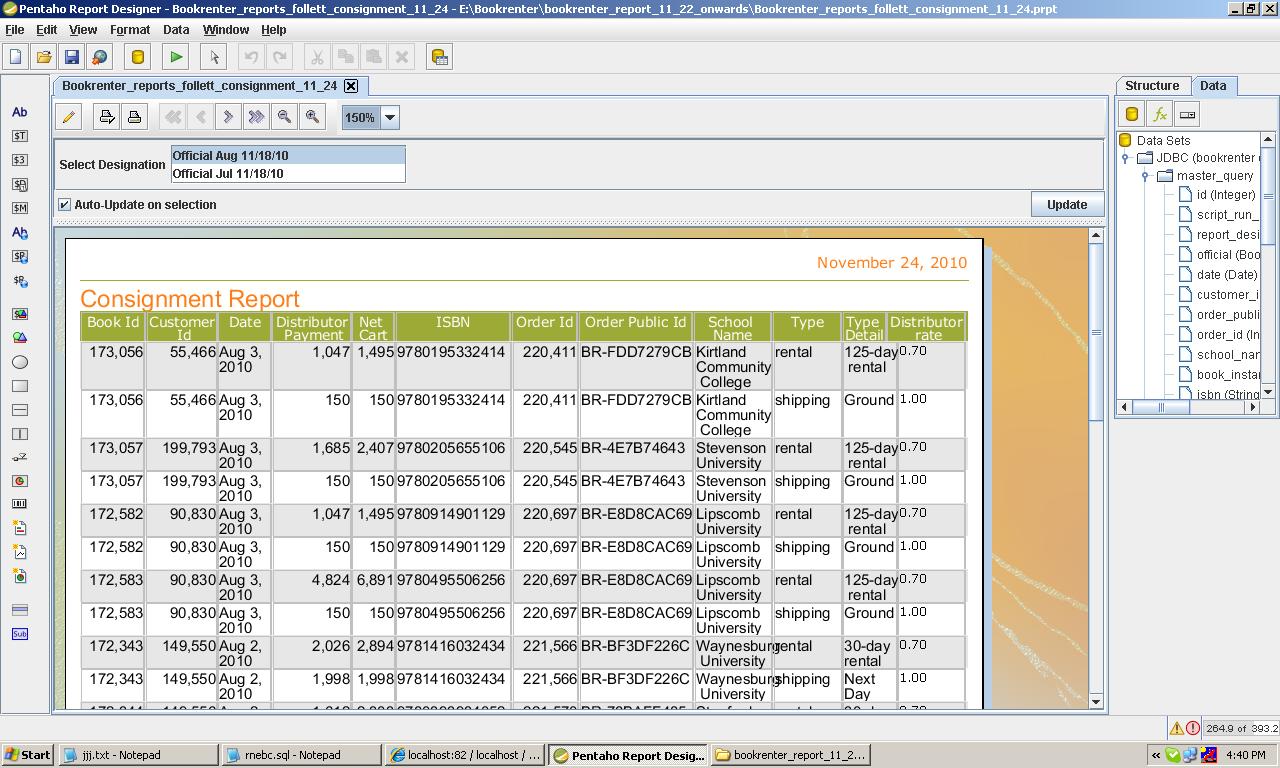 Pentaho Report Designer - Bookrenter_reports_follett_consignment_11_24 - E:\Bookrenter\bookrenter_report_11_22_onwards\Bookrenter_reports_follett_consignment_11_24.prpt
File Edit View Format Data Window Help
Bookrenter_reports_follett_consignment_11_24
Structure Data
150%
Select Designation
Official Aug 11/18/10
Official Jul 11/18/10
Auto-Update on selection
Update
Ab
Ab
Sub
Data Sets
JDBC (bookrenter
master_query
id (Integer)
script_run_
report_desi
official (Boo
date (Date)
customer_i
order_publi
order_id (In
school_nar
book_insta
isbn (String
November 24, 2010
Consignment Report
Book Id Customer Id Date Distributor Payment Net Cart ISBN Order Id Order Public Id School Name Type Type Detail Distributor rate
173,056 55,466 Aug 3, 2010 1,047 1,495 9780195332414 220,411 BR-FDD7279CB Kirtland Community College rental 125-day rental 0.70
173,056 55,466 Aug 3, 2010 150 150 9780195332414 220,411 BR-FDD7279CB Kirtland Community College shipping Ground 1.00
173,057 199,793 Aug 3, 2010 1,685 2,407 9780205655106 220,545 BR-4E7B74643 Stevenson University rental 125-day rental 0.70
173,057 199,793 Aug 3, 2010 150 150 9780205655106 220,545 BR-4E7B74643 Stevenson University shipping Ground 1.00
172,582 90,830 Aug 3, 2010 1,047 1,495 9780914901129 220,697 BR-E8D8CAC69 Lipscomb University rental 125-day rental 0.70
172,582 90,830 Aug 3, 2010 150 150 9780914901129 220,697 BR-E8D8CAC69 Lipscomb University shipping Ground 1.00
172,583 90,830 Aug 3, 2010 4,824 6,891 9780495506256 220,697 BR-E8D8CAC69 Lipscomb University rental 125-day rental 0.70
172,583 90,830 Aug 3, 2010 150 150 9780495506256 220,697 BR-E8D8CAC69 Lipscomb University shipping Ground 1.00
172,343 149,550 Aug 2, 2010 2,026 2,894 9781416032434 221,566 BR-BF3DF226C Waynesburg University rental 30-day rental 0.70
172,343 149,550 Aug 2, 2010 1,998 1,998 9781416032434 221,566 BR-BF3DF226C Waynesburg University shipping Next Day 1.00
264.9 of 393.2
Start jjj.txt - Notepad rnebc.sql - Notepad localhost:82 / localhost / ... Pentaho Report Desig... bookrenter_report_11_2... « 4:40 PM